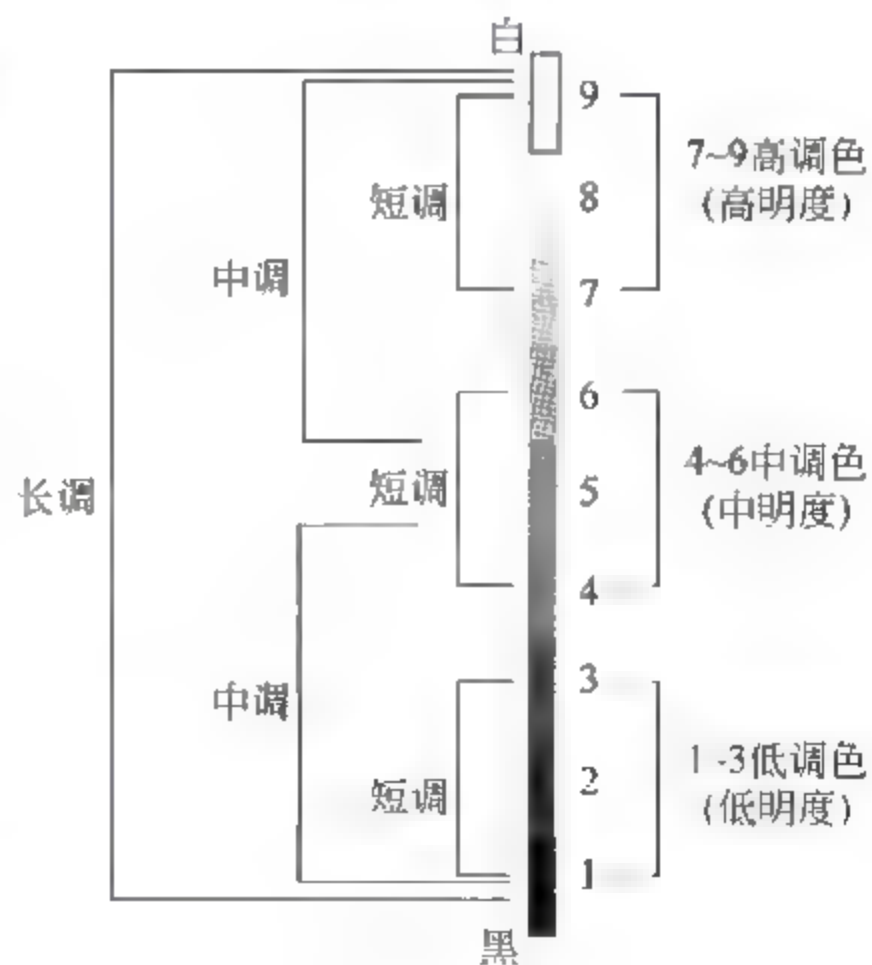 白
9
7~9高调色
(高明度)
短调
8
中调
7
6
4~6中调色
(中明度)
长调
短调
5
4
3
中调
1-3低调色
(低明度)
短调
2
1
黑